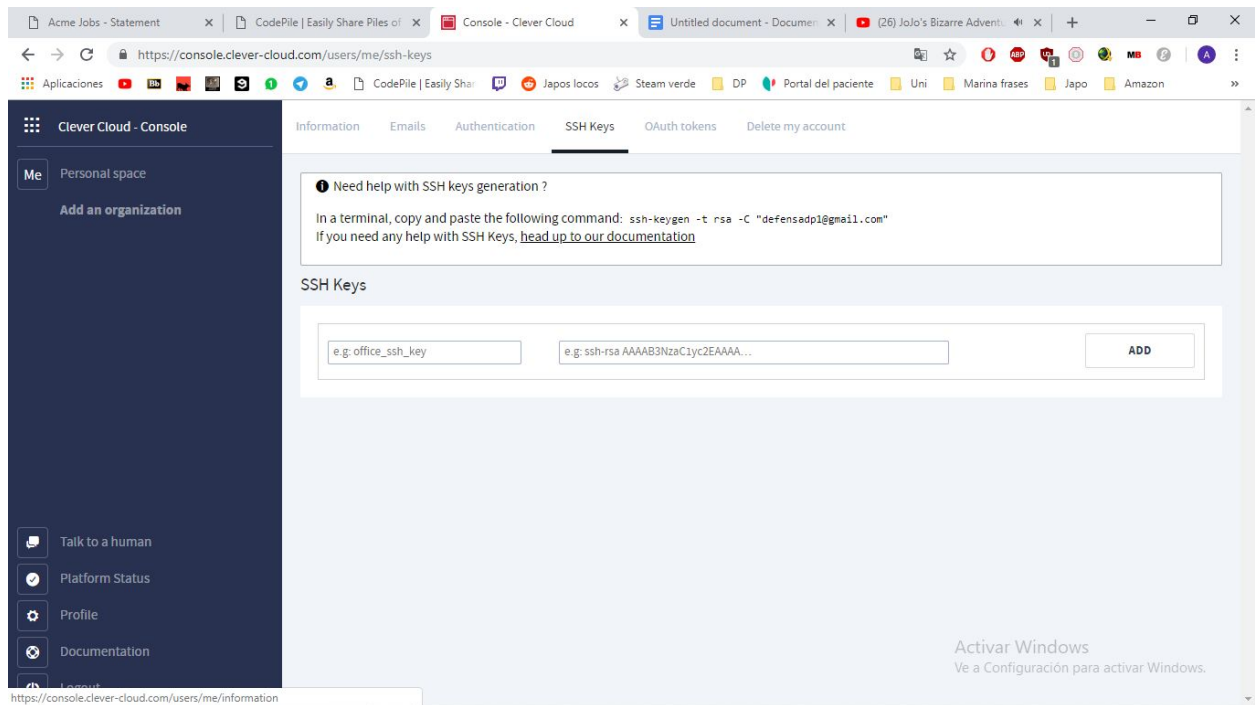 Acme Jobs - Statement
CodePile | Easily Share Piles of
Console - Clever Cloud
Untitled document - Documen
(26) JoJo's Bizarre Adventu
https://console.clever-cloud.com/users/me/ssh-keys
ABP
1
MB
A
Aplicaciones
Bb
CodePile | Easily Shar
Japos locos
Steam verde
DP
Portal del paciente
Uni
Marina frases
Japo
Amazon
»
Clever Cloud - Console
Information
Emails
Authentication
SSH Keys
OAuth tokens
Delete my account
Me
Personal space
Add an organization
Need help with SSH keys generation ?
In a terminal, copy and paste the following command: ssh-keygen -t rsa -C "defensadp1@gmail.com"
If you need any help with SSH Keys, head up to our documentation
SSH Keys
e.g: office_ssh_key
e.g: ssh-rsa AAAAB3NzaC1yc2EAAAA...
ADD
Talk to a human
Platform Status
Profile
Documentation
Logout
Activar Windows
Ve a Configuración para activar Windows.
https://console.clever-cloud.com/users/me/information